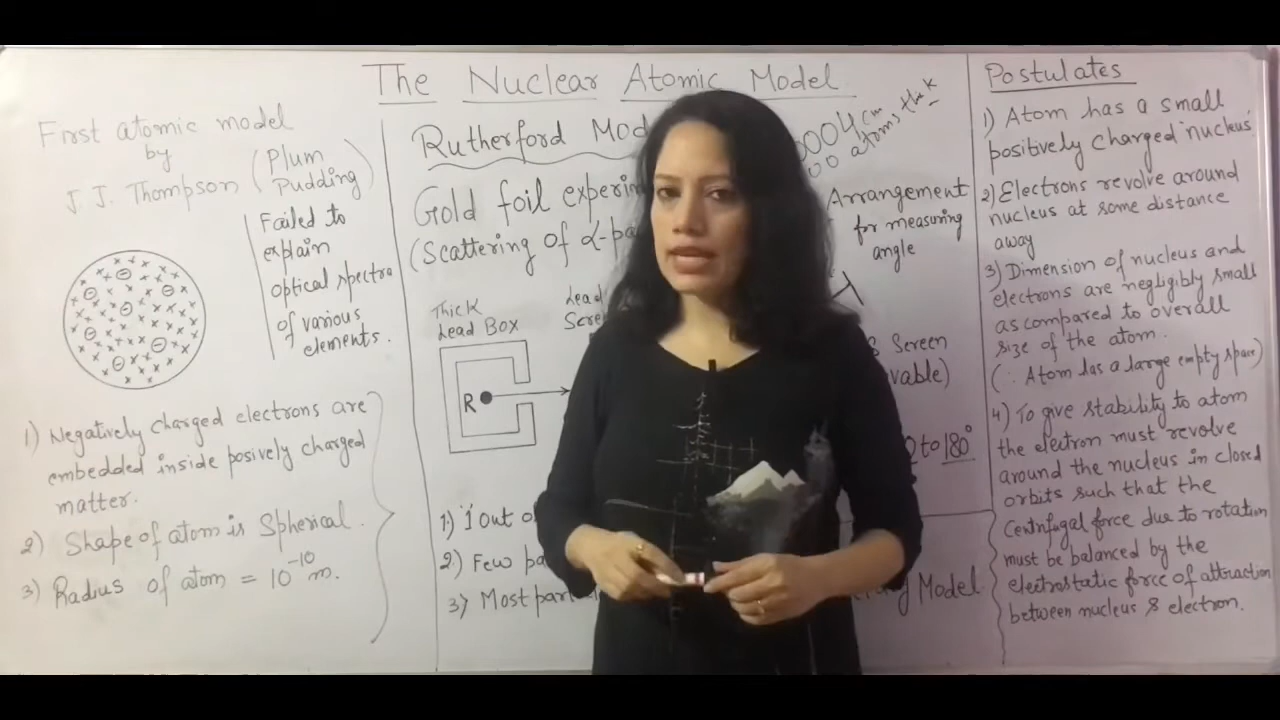 The Nuclear Atomic Model
First atomic model
by
J. J. Thompson (Plum
Pudding)
Failed to
explain
optical spectra
of various
elements.
1) Negatively charged electrons are
embedded inside posively charged
matter.
2) Shape of atom is Spherical.
3) Radius of atom = 10⁻¹⁰ m.
Rutherford
Gold foil
(Scattering of α-
004 cm
00 atoms thick
Arrangement
for measuring
angle
Thick
Lead Box
Lead
R
Screen
to 180°
1) 1 Out
2) Few
3) Most
Model
Postulates
1) Atom has a small
positively charged 'nucleus'
2) Electrons revolve around
nucleus at some distance
away
3) Dimension of nucleus and
electrons are negligibly small
as compared to overall
size of the atom.
(∵ Atom has a large empty space)
4) To give stability to atom
the electron must revolve
around the nucleus in closed
orbits such that the
Centrifugal force due to rotation
must be balanced by the
electrostatic force of attraction
between nucleus & electron.